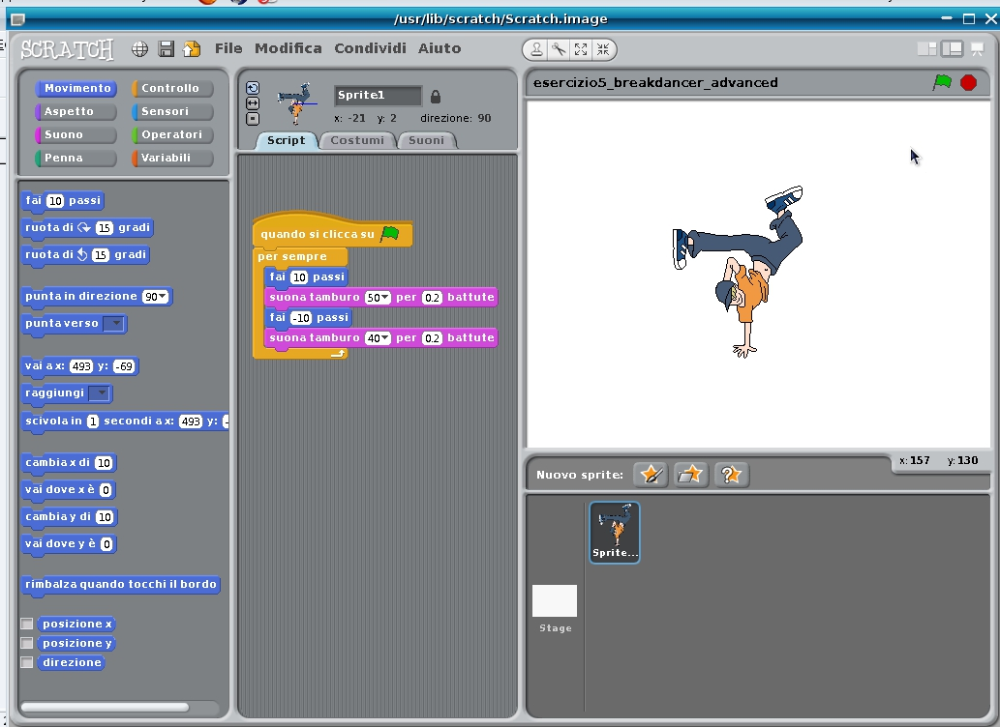 /usr/lib/scratch/Scratch.image
SCRATCH File Modifica Condividi Aiuto
Movimento Controllo
Aspetto Sensori
Suono Operatori
Penna Variabili
fai 10 passi
ruota di 15 gradi
ruota di 15 gradi
punta in direzione 90
punta verso
vai a x: 493 y: -69
raggiungi
scivola in 1 secondi a x: 493 y: -
cambia x di 10
vai dove x è 0
cambia y di 10
vai dove y è 0
rimbalza quando tocchi il bordo
posizione x
posizione y
direzione
Sprite1
x: -21 y: 2 direzione: 90
Script Costumi Suoni
quando si clicca su
per sempre
fai 10 passi
suona tamburo 50 per 0.2 battute
fai -10 passi
suona tamburo 40 per 0.2 battute
esercizio5_breakdancer_advanced
x: 157 y: 130
Nuovo sprite:
Sprite...
Stage